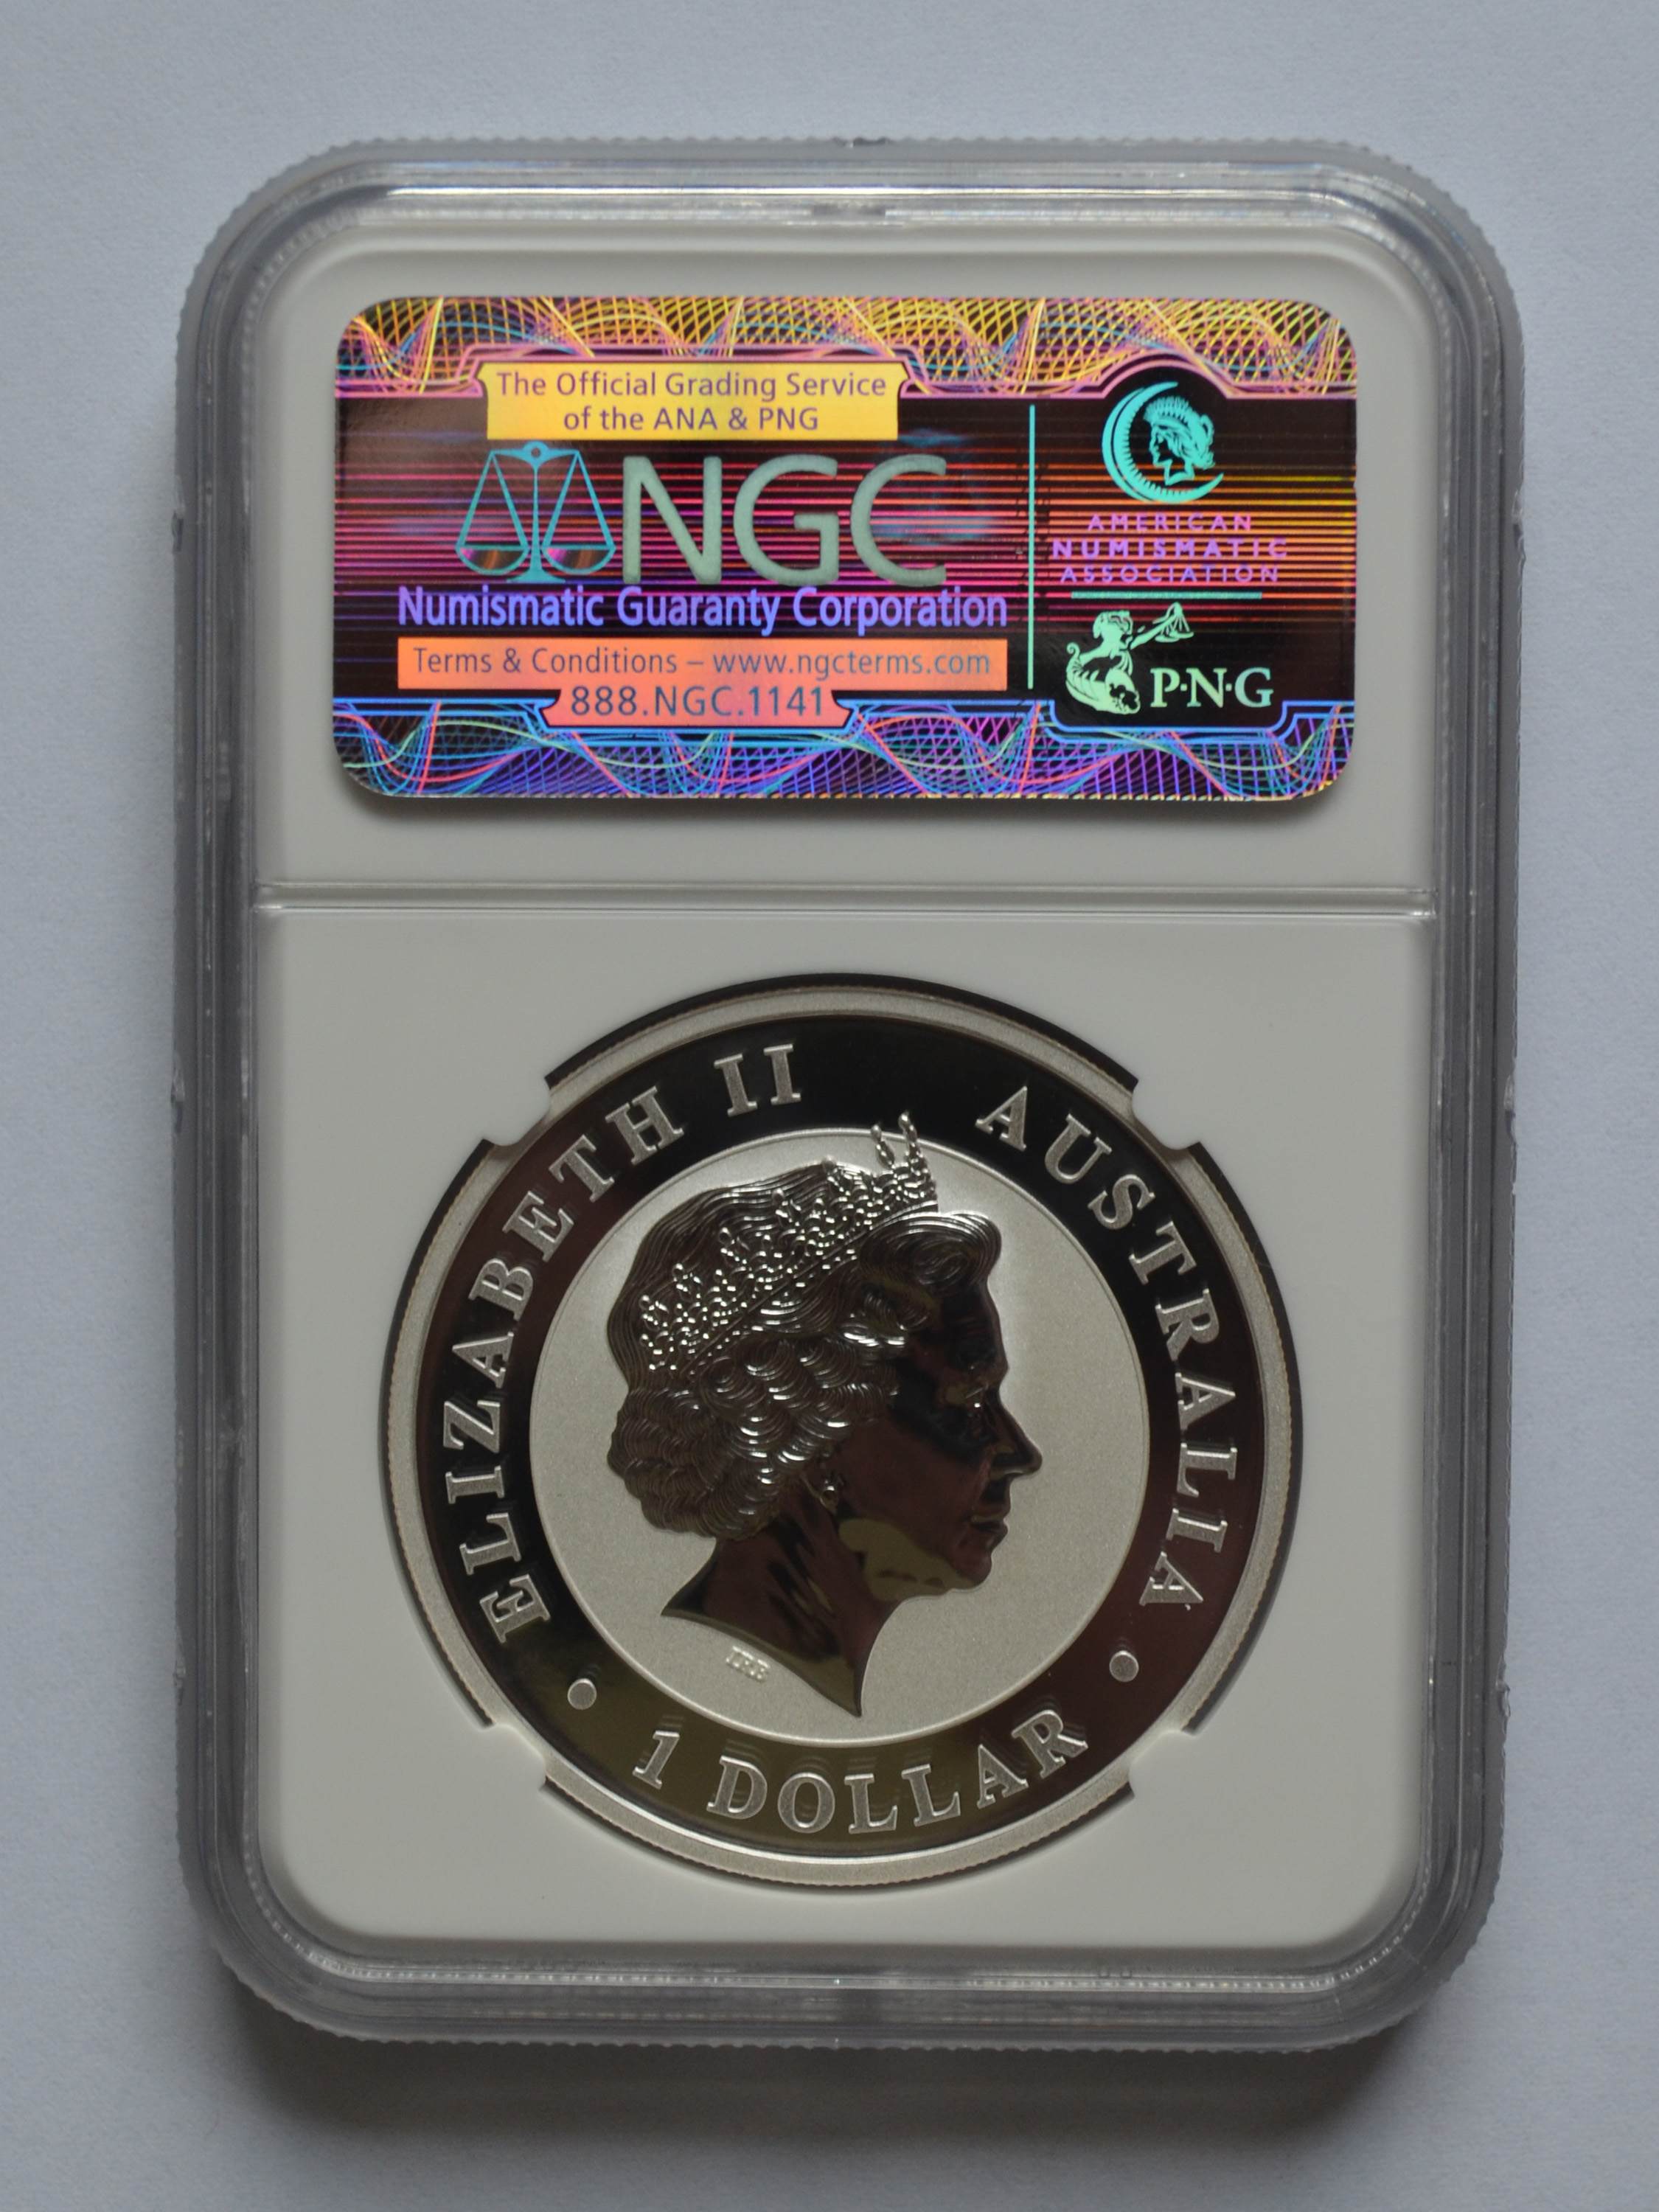 The Official Grading Service
of the ANA & PNG
NGC
Numismatic Guaranty Corporation
Terms & Conditions – www.ngcterms.com
888.NGC.1141
AMERICAN
NUMISMATIC
ASSOCIATION
P·N·G
ELIZABETH II AUSTRALIA
IRB
• 1 DOLLAR •